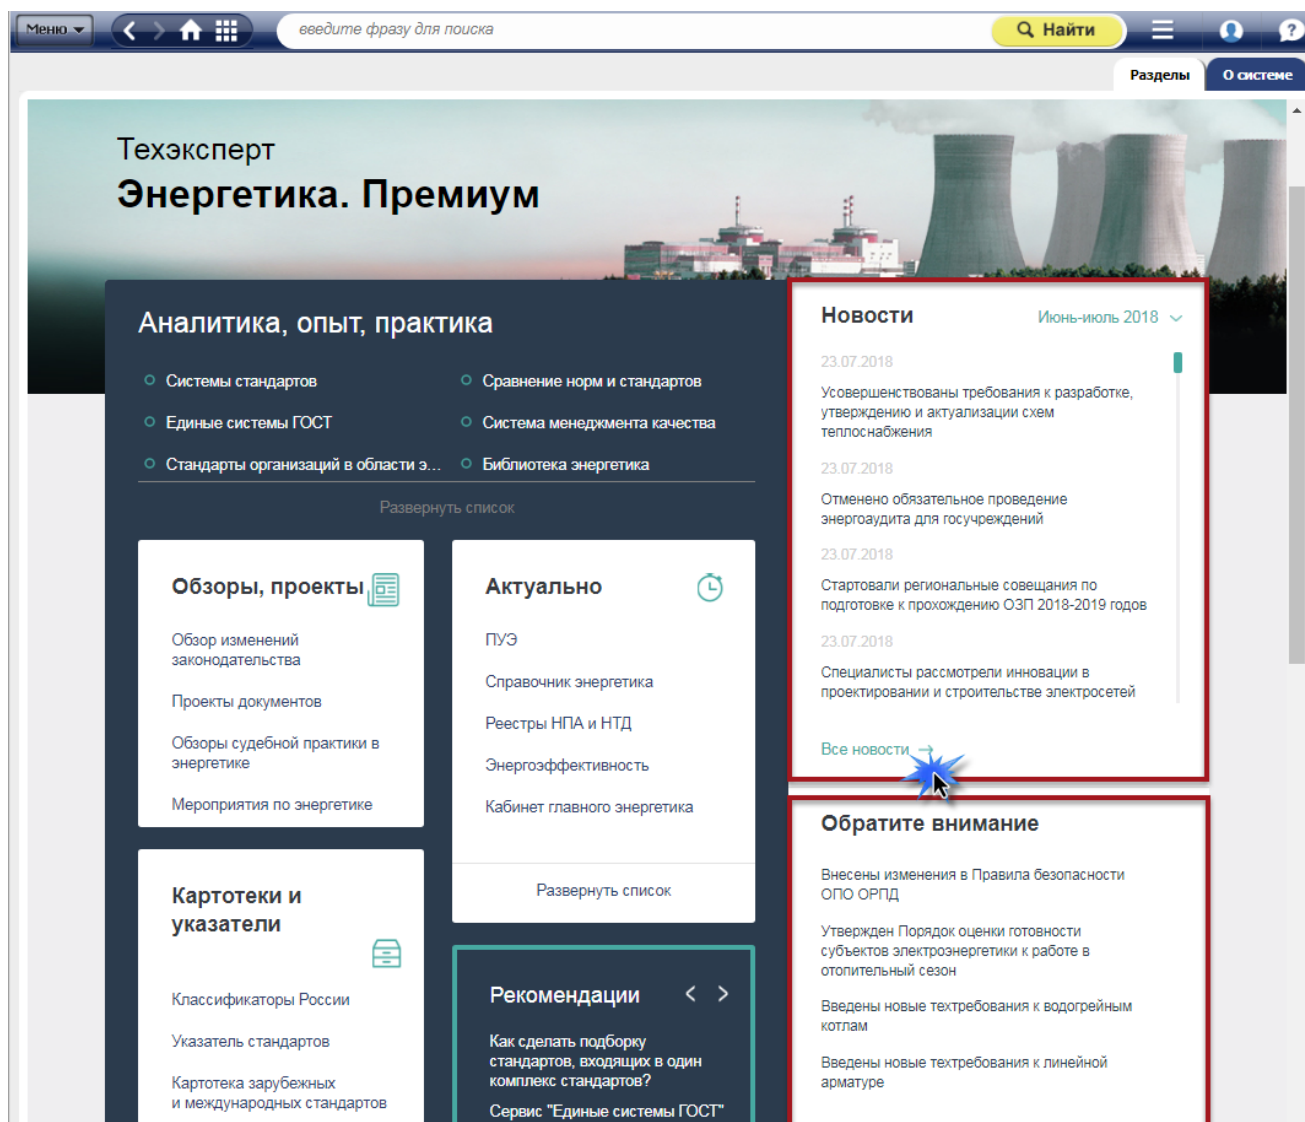 Меню
введите фразу для поиска
Найти
?
Разделы
О системе
Техэксперт
Энергетика. Премиум
Аналитика, опыт, практика
Системы стандартов
Сравнение норм и стандартов
Единые системы ГОСТ
Система менеджмента качества
Стандарты организаций в области э...
Библиотека энергетика
Развернуть список
Обзоры, проекты
Обзор изменений
законодательства
Проекты документов
Обзоры судебной практики в
энергетике
Мероприятия по энергетике
Картотеки и
указатели
Классификаторы России
Указатель стандартов
Картотека зарубежных
и международных стандартов
Актуально
ПУЭ
Справочник энергетика
Реестры НПА и НТД
Энергоэффективность
Кабинет главного энергетика
Развернуть список
Рекомендации
Как сделать подборку
стандартов, входящих в один
комплекс стандартов?
Сервис "Единые системы ГОСТ"
Новости
Июнь-июль 2018
23.07.2018
Усовершенствованы требования к разработке,
утверждению и актуализации схем
теплоснабжения
23.07.2018
Отменено обязательное проведение
энергоаудита для госучреждений
23.07.2018
Стартовали региональные совещания по
подготовке к прохождению ОЗП 2018-2019 годов
23.07.2018
Специалисты рассмотрели инновации в
проектировании и строительстве электросетей
Все новости →
Обратите внимание
Внесены изменения в Правила безопасности
ОПО ОРПД
Утвержден Порядок оценки готовности
субъектов электроэнергетики к работе в
отопительный сезон
Введены новые техтребования к водогрейным
котлам
Введены новые техтребования к линейной
арматуре